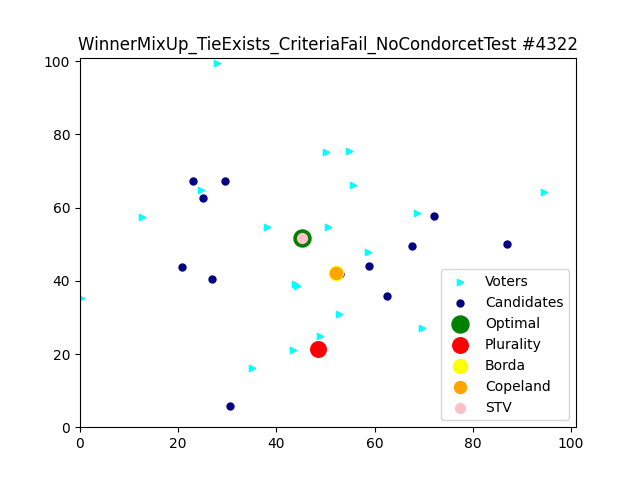 WinnerMixUp_TieExists_CriteriaFail_NoCondorcetTest #4322
100
80
60
40
20
0
0 20 40 60 80 100
Voters
Candidates
Optimal
Plurality
Borda
Copeland
STV